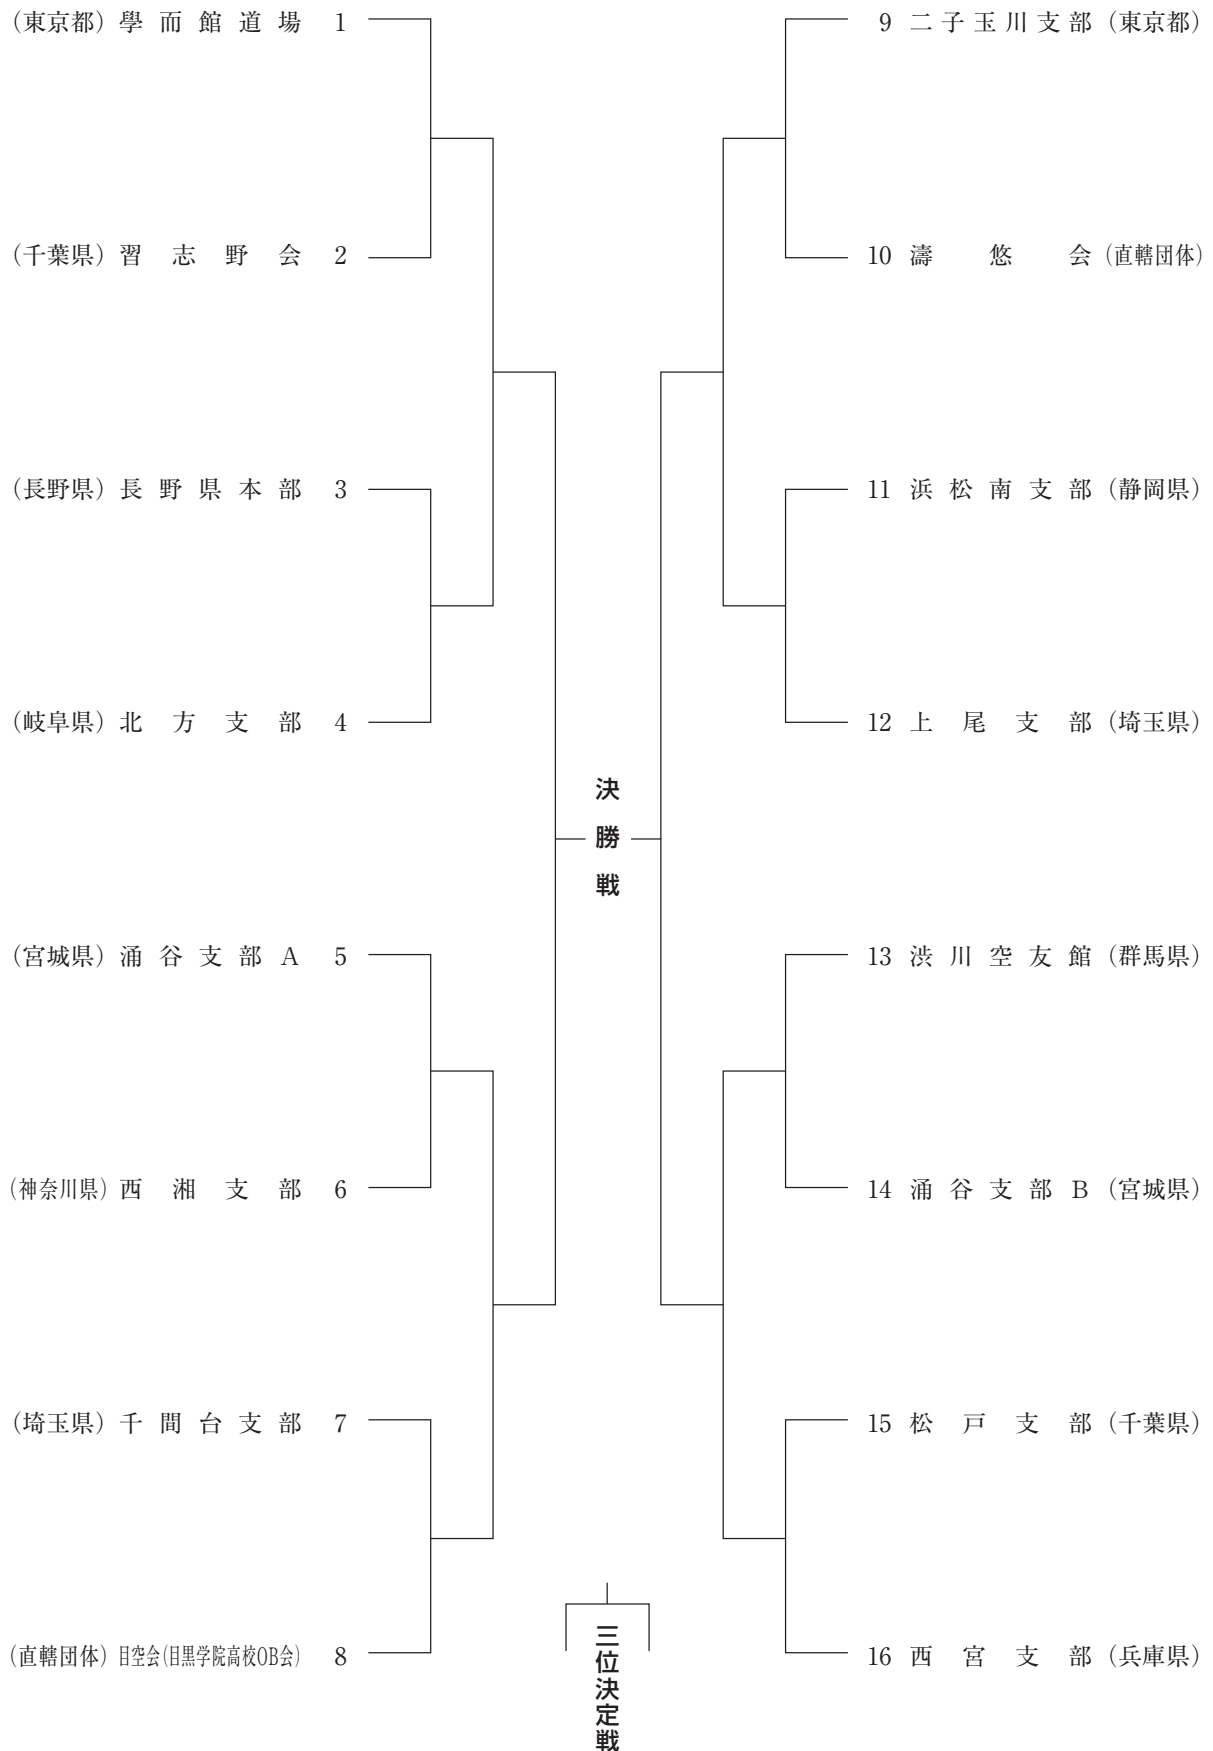 (東京都) 學而館道場 1
(千葉県) 習志野会 2
(長野県) 長野県本部 3
(岐阜県) 北方支部 4
(宮城県) 涌谷支部A 5
(神奈川県) 西湘支部 6
(埼玉県) 千間台支部 7
(直轄団体) 目空会(目黒学院高校OB会) 8
決勝戦
三位決定戦
9 二子玉川支部 (東京都)
10 濤悠会 (直轄団体)
11 浜松南支部 (静岡県)
12 上尾支部 (埼玉県)
13 渋川空友館 (群馬県)
14 涌谷支部B (宮城県)
15 松戸支部 (千葉県)
16 西宮支部 (兵庫県)